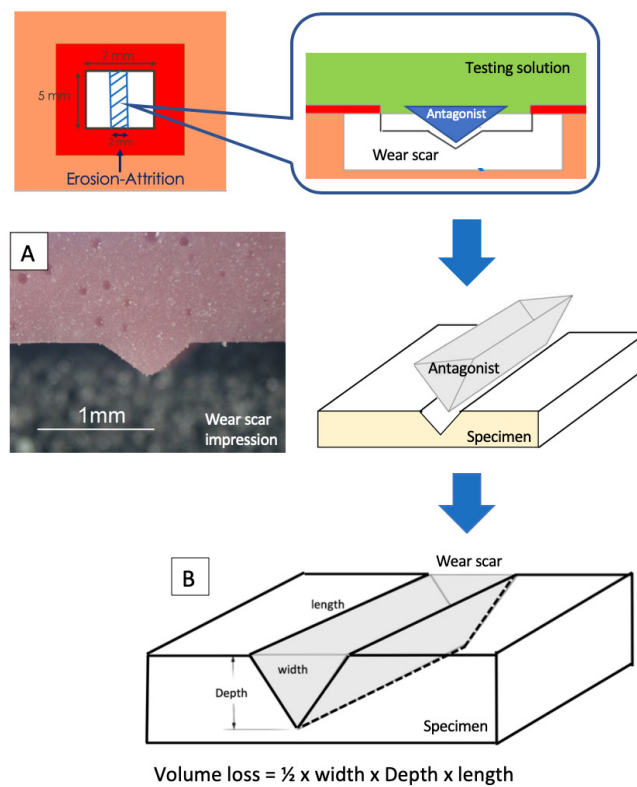 7 mm
5 mm
2 mm
Erosion-Attrition
Testing solution
Antagonist
Wear scar
A
1mm
Wear scar
impression
Antagonist
Specimen
B
Wear scar
length
width
Depth
Specimen
Volume loss = ½ x width x Depth x length